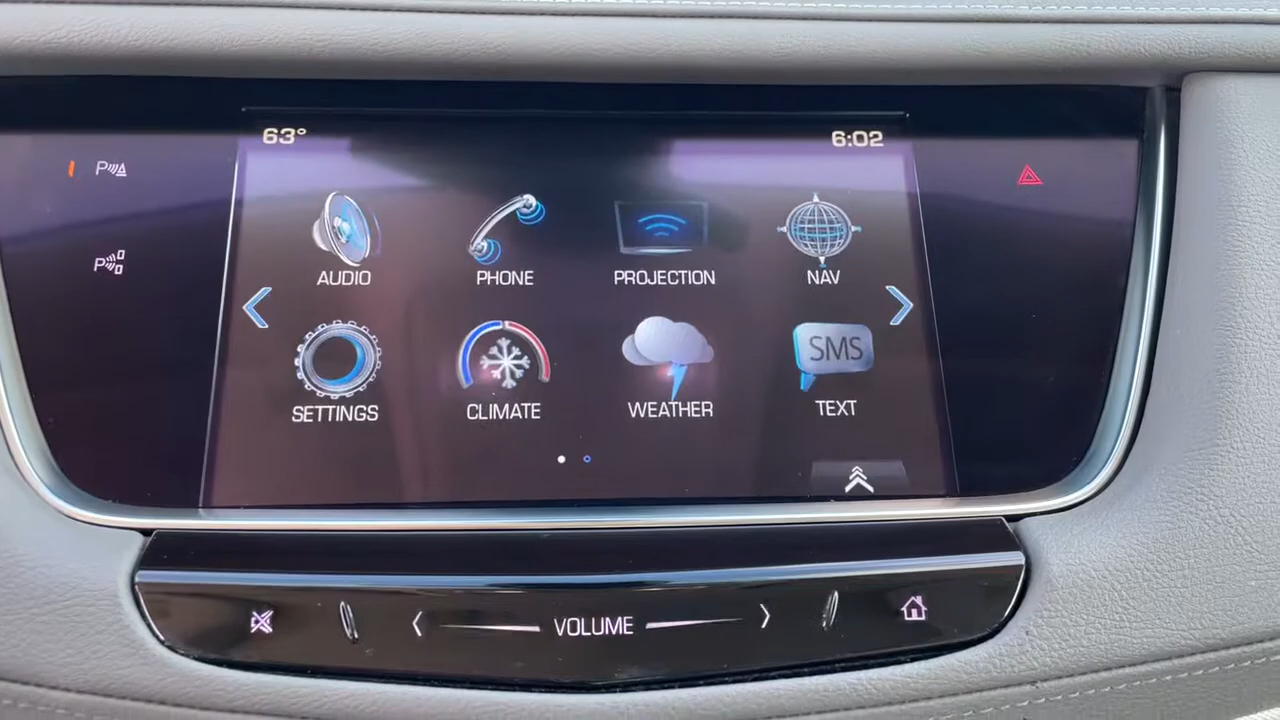 63° 6:02
P
P
AUDIO PHONE PROJECTION NAV
SMS
SETTINGS CLIMATE WEATHER TEXT
VOLUME